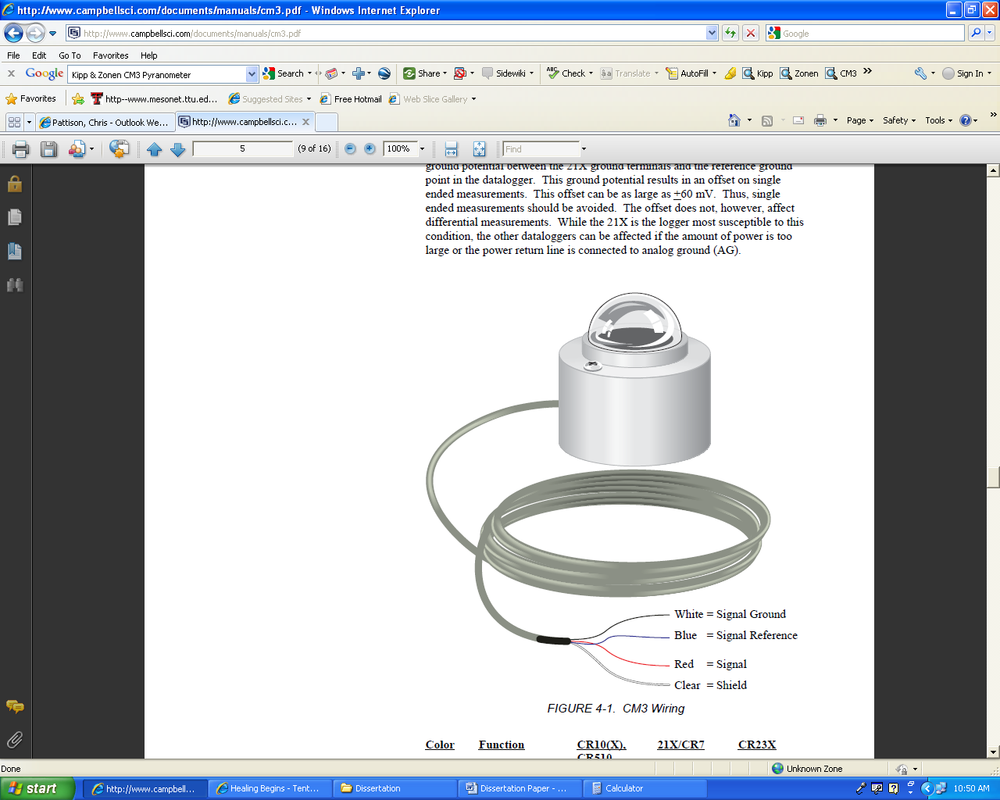 http://www.campbellsci.com/documents/manuals/cm3.pdf - Windows Internet Explorer
http://www.campbellsci.com/documents/manuals/cm3.pdf
Google
File Edit Go To Favorites Help
x Google Kipp & Zonen CM3 Pyranometer Search Share Sidewiki ABC Check Translate AutoFill Kipp Zonen CM3 Sign In
Favorites http--www.mesonet.ttu.ed... Suggested Sites Free Hotmail Web Slice Gallery
Pattison, Chris - Outlook We... http://www.campbellsci.c... Page Safety Tools
5 (9 of 16) 100% Find
ground potential between the 21X ground terminals and the reference ground
point in the datalogger. This ground potential results in an offset on single
ended measurements. This offset can be as large as ±60 mV. Thus, single
ended measurements should be avoided. The offset does not, however, affect
differential measurements. While the 21X is the logger most susceptible to this
condition, the other dataloggers can be affected if the amount of power is too
large or the power return line is connected to analog ground (AG).
White = Signal Ground
Blue = Signal Reference
Red = Signal
Clear = Shield
FIGURE 4-1. CM3 Wiring
Color Function CR10(X), 21X/CR7 CR23X
CR510
Done Unknown Zone
start http://www.campbell... Healing Begins - Tent... Dissertation Dissertation Paper - ... Calculator 10:50 AM